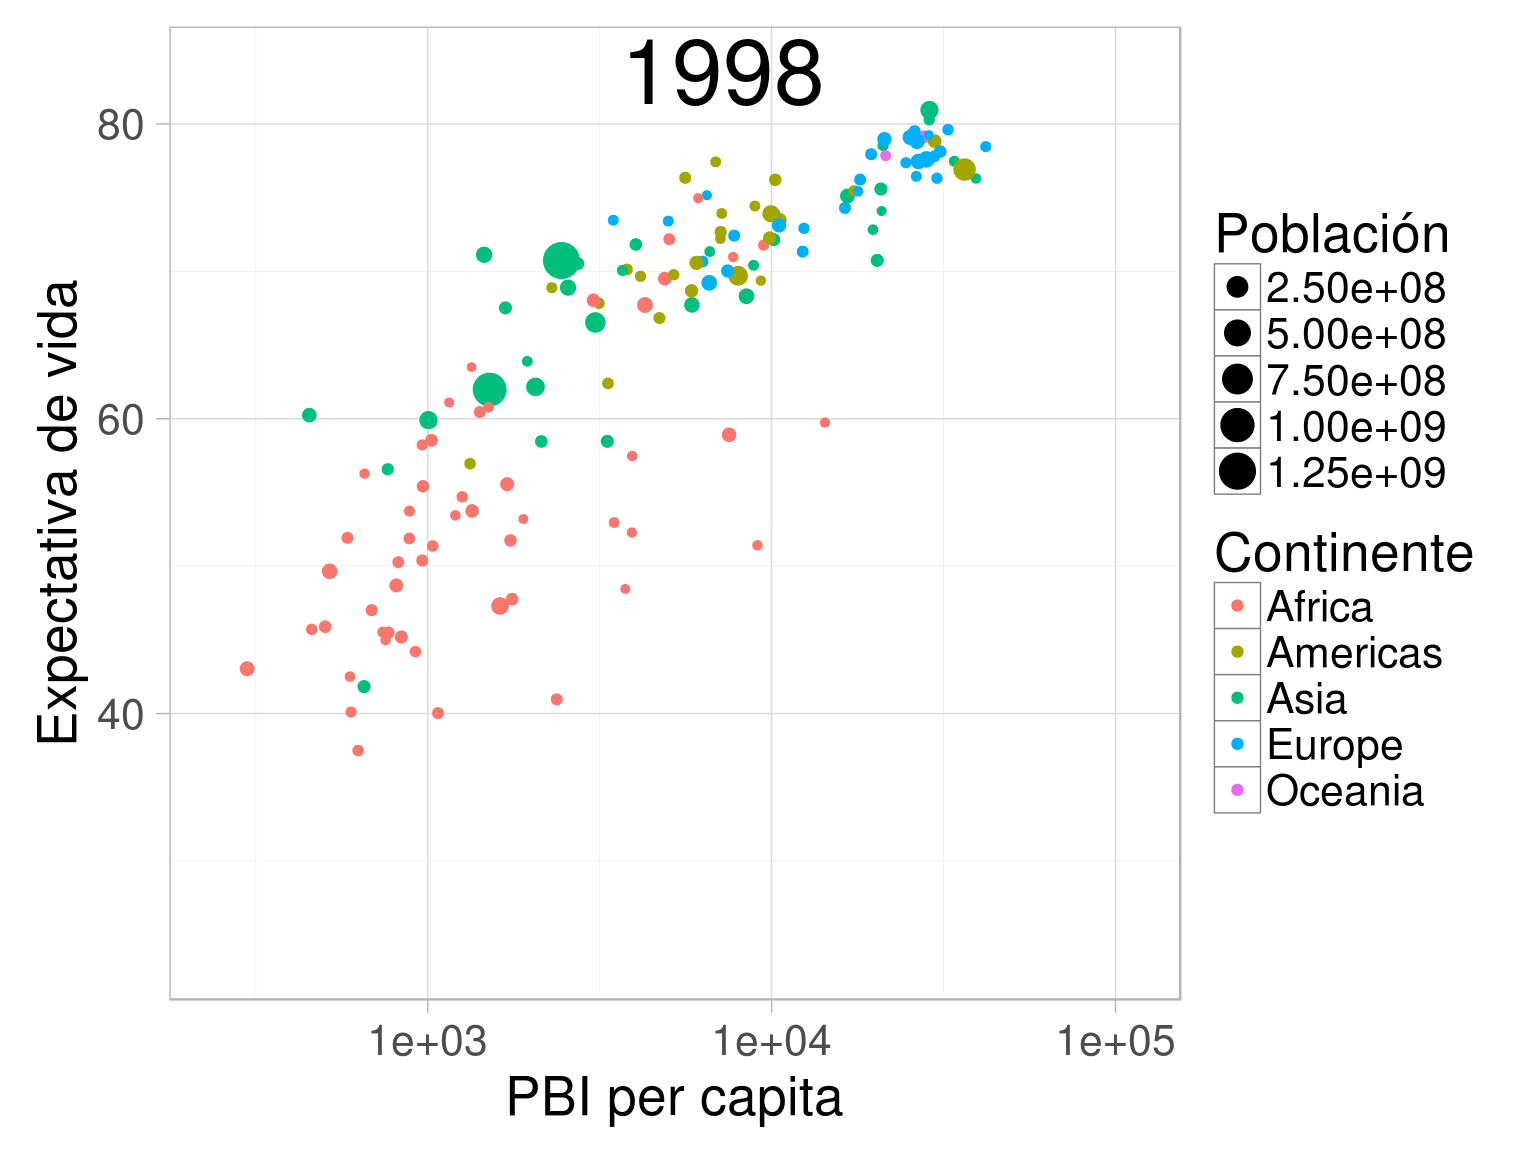 1998
80
60
40
Expectativa de vida
1e+03
1e+04
1e+05
PBI per capita
Población
2.50e+08
5.00e+08
7.50e+08
1.00e+09
1.25e+09
Continente
Africa
Americas
Asia
Europe
Oceania